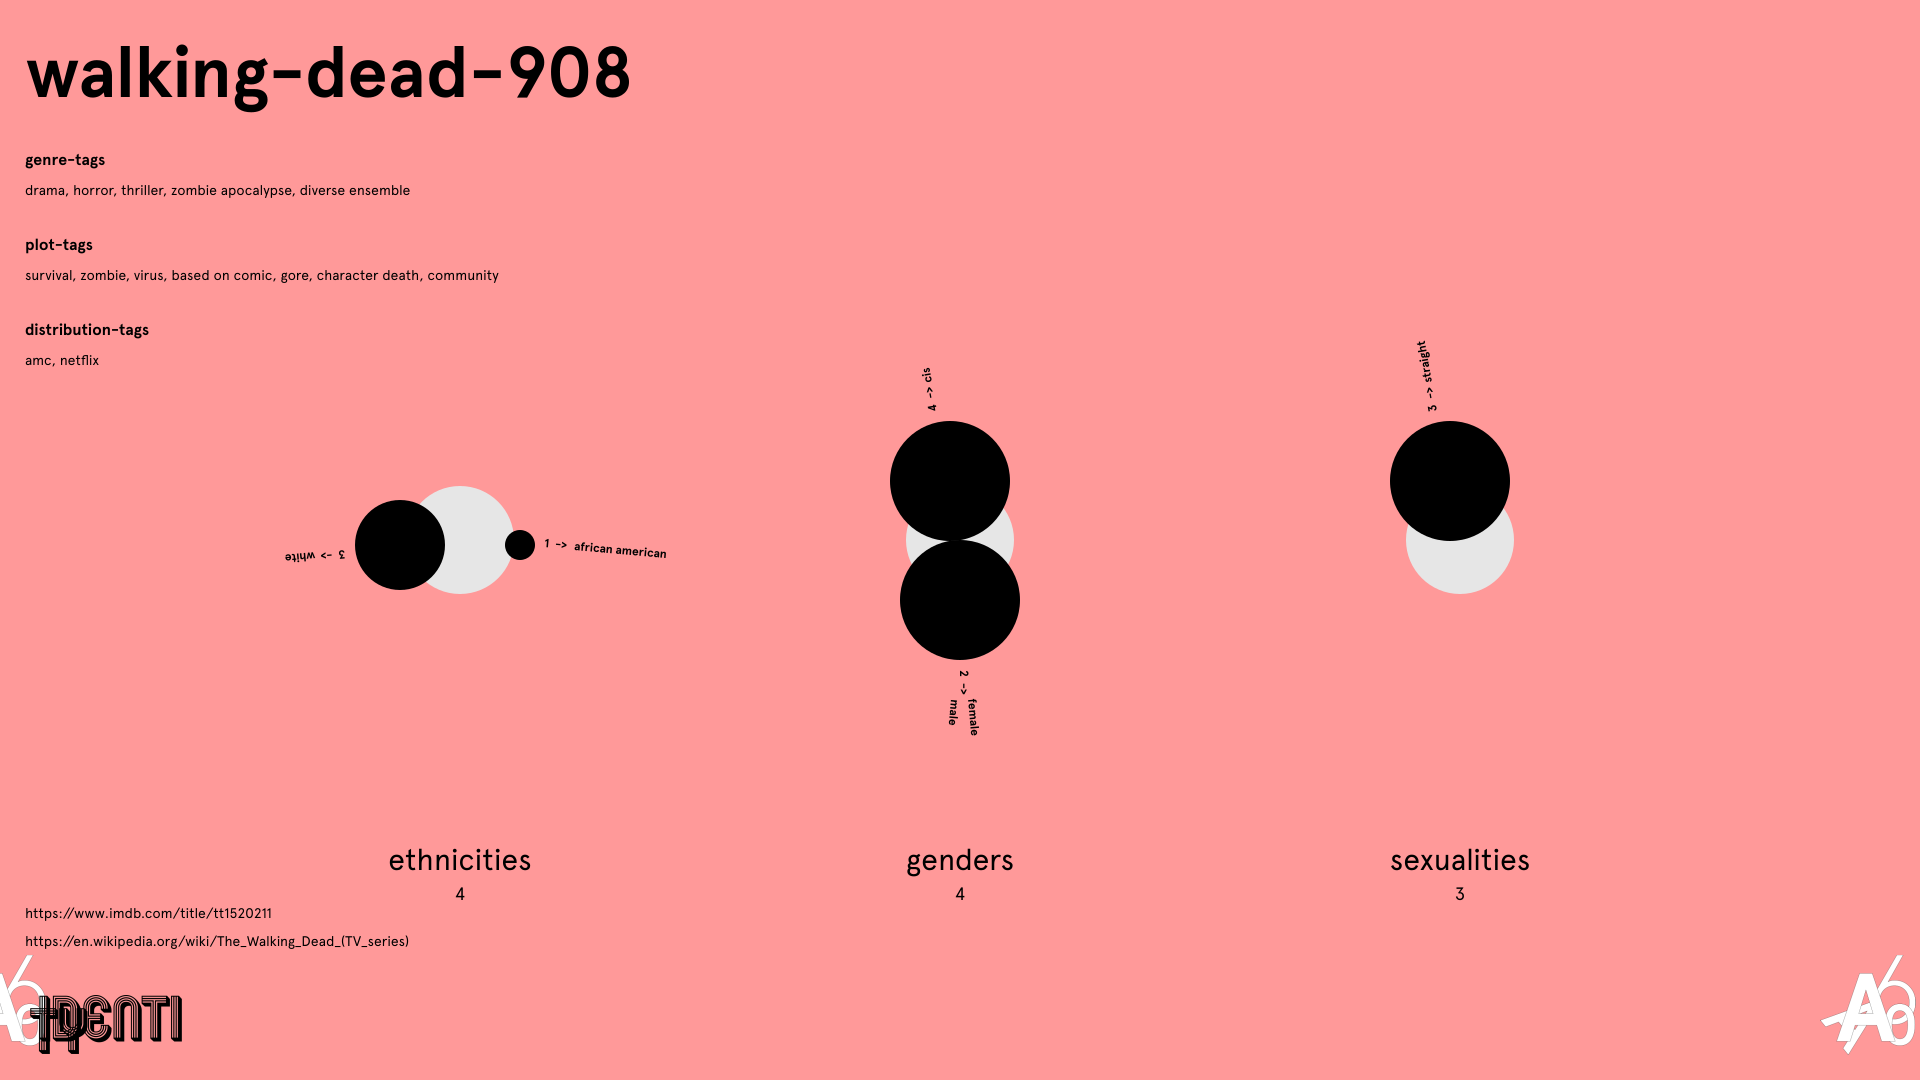 walking-dead-908
genre-tags
drama, horror, thriller, zombie apocalypse, diverse ensemble
plot-tags
survival, zombie, virus, based on comic, gore, character death, community
distribution-tags
amc, netflix
3 -> white
1 -> african american
4 -> cis
2 -> female
male
3 -> straight
ethnicities
4
genders
4
sexualities
3
https://www.imdb.com/title/tt1520211
https://en.wikipedia.org/wiki/The_Walking_Dead_(TV_series)
IDENTI